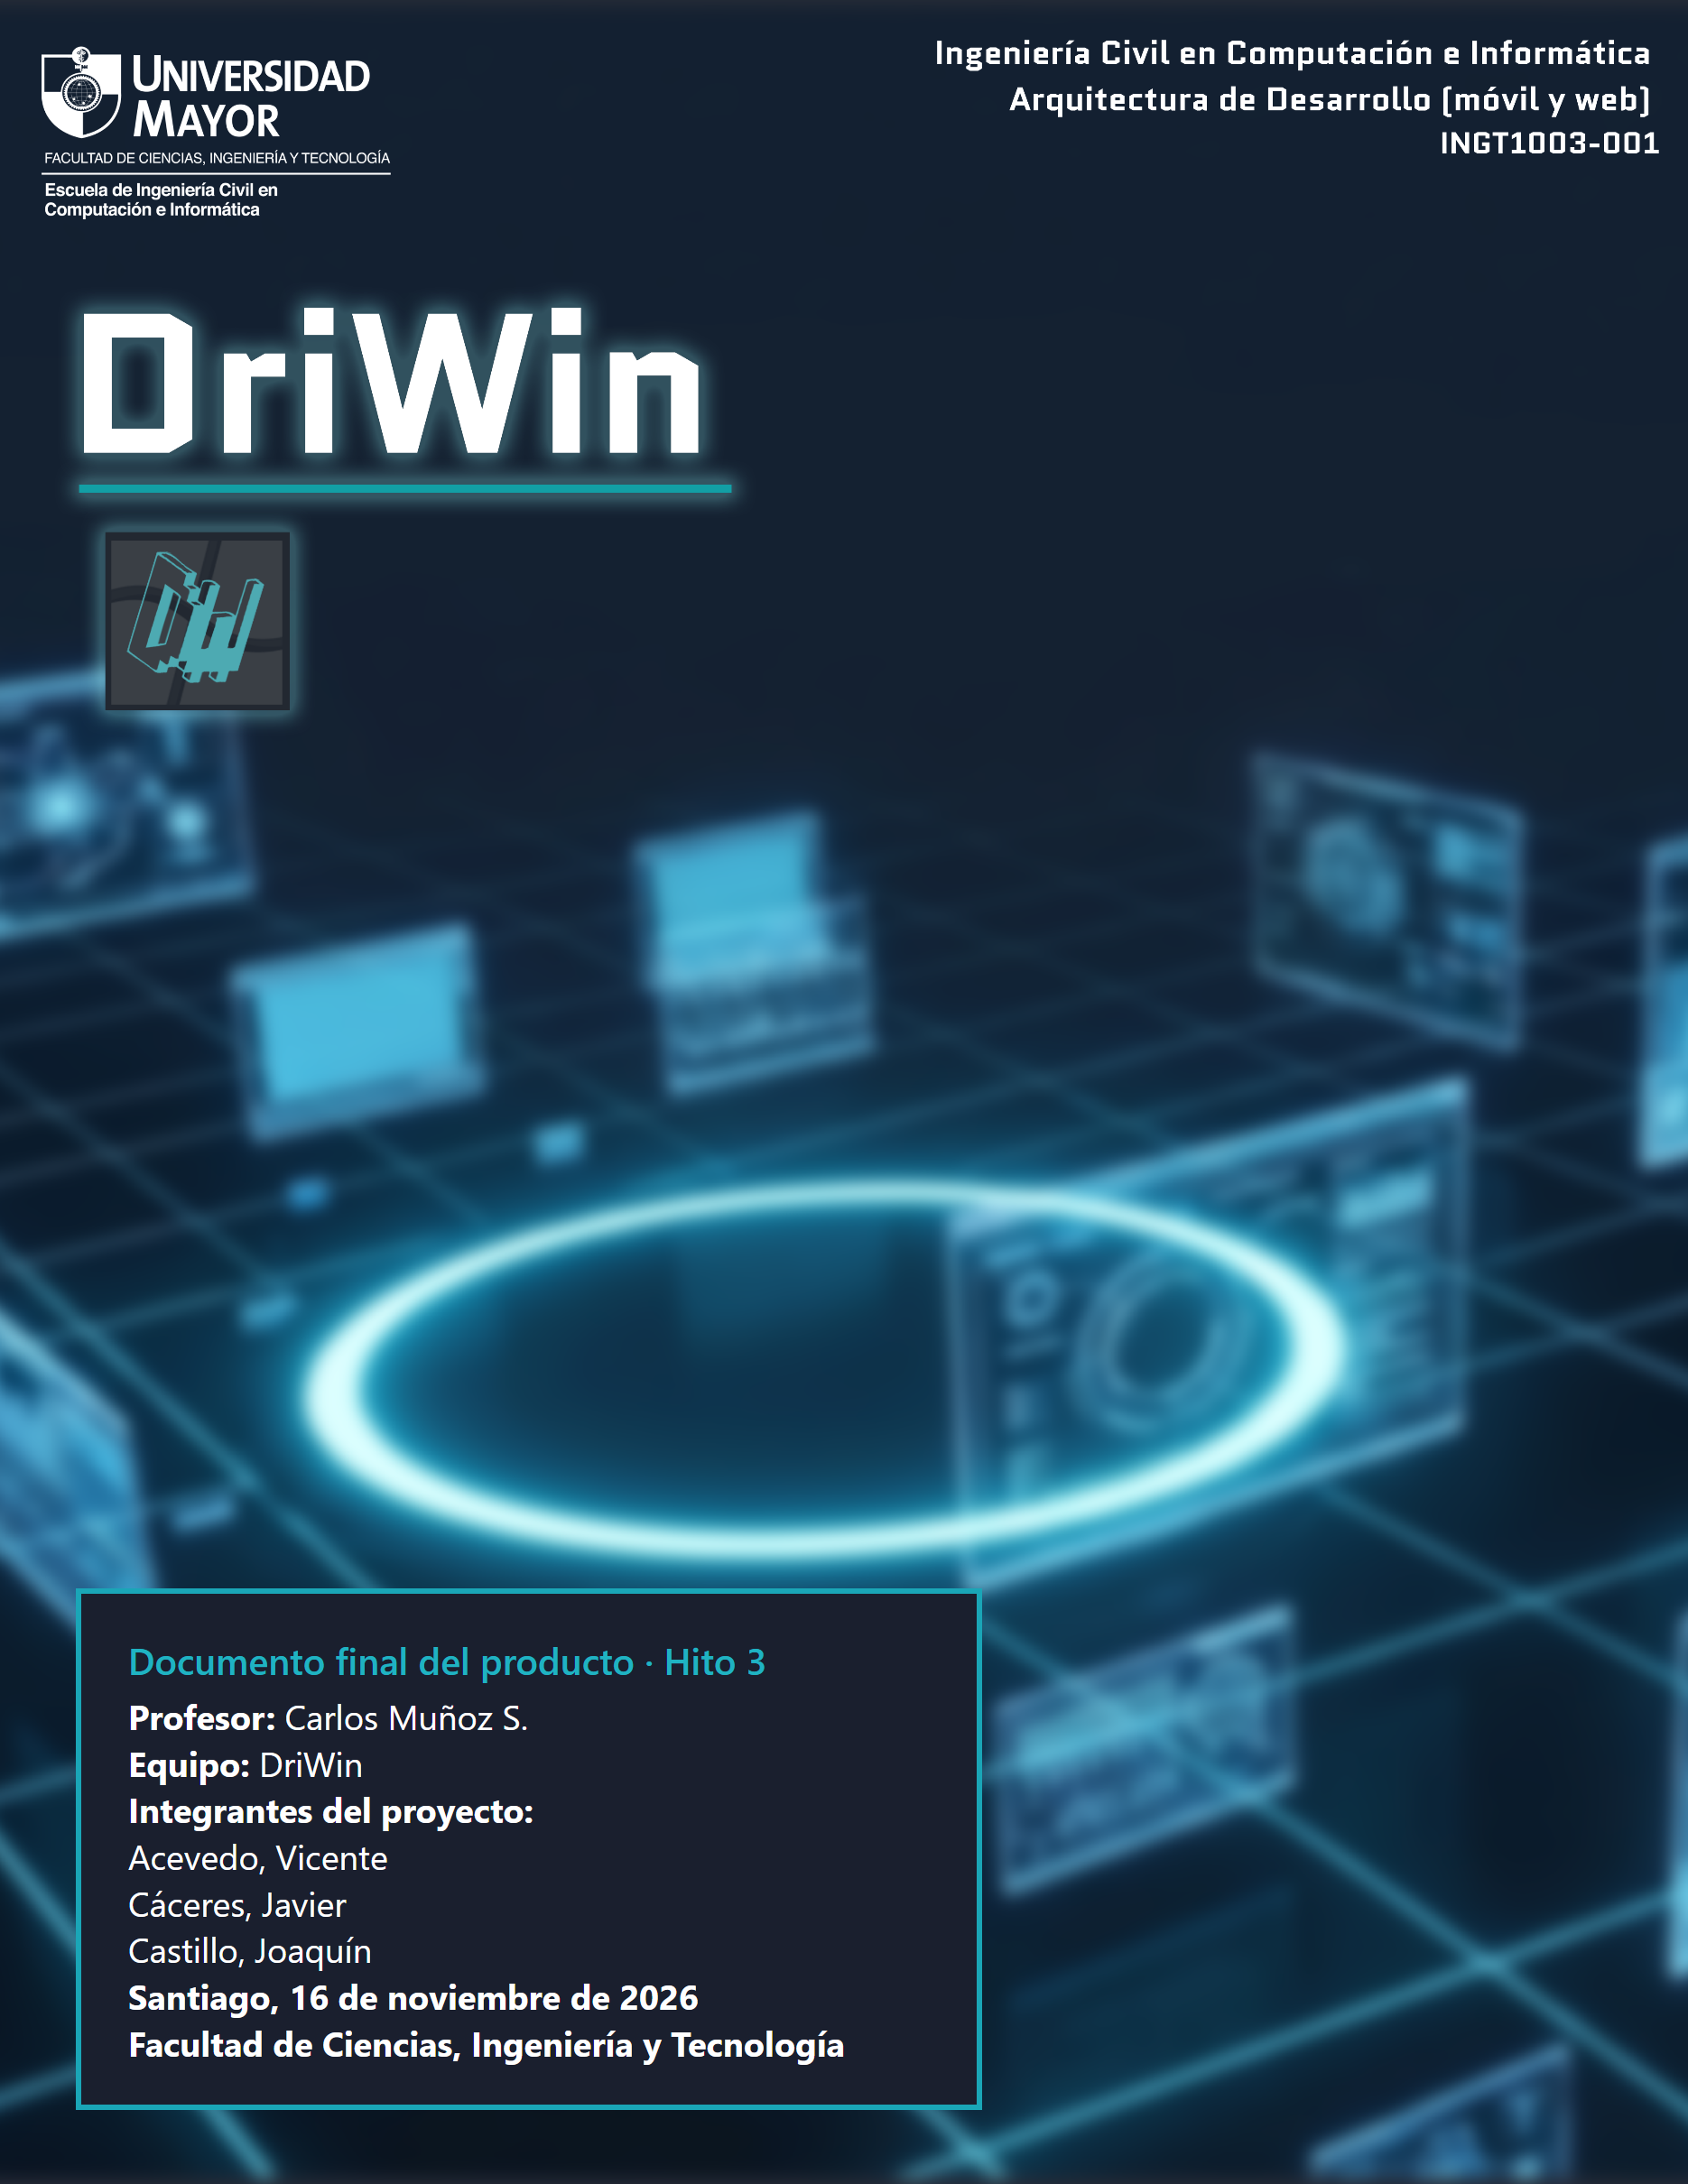 UNIVERSIDAD
MAYOR
FACULTAD DE CIENCIAS, INGENIERÍA Y TECNOLOGÍA
Escuela de Ingeniería Civil en
Computación e Informática
Ingeniería Civil en Computación e Informática
Arquitectura de Desarrollo (móvil y web)
INGT1003-001
DriWin
Documento final del producto · Hito 3
Profesor: Carlos Muñoz S.
Equipo: DriWin
Integrantes del proyecto:
Acevedo, Vicente
Cáceres, Javier
Castillo, Joaquín
Santiago, 16 de noviembre de 2026
Facultad de Ciencias, Ingeniería y Tecnología